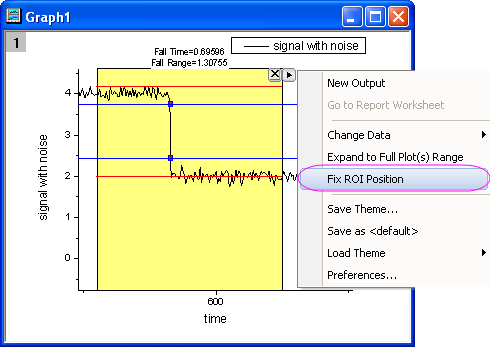 Graph1
1
signal with noise
Fall Time=0.69596
Fall Range=1.30755
New Output
Go to Report Worksheet
Change Data
Expand to Full Plot(s) Range
Fix ROI Position
Save Theme...
Save as <default>
Load Theme
Preferences...
signal with noise
4
2
0
600
time